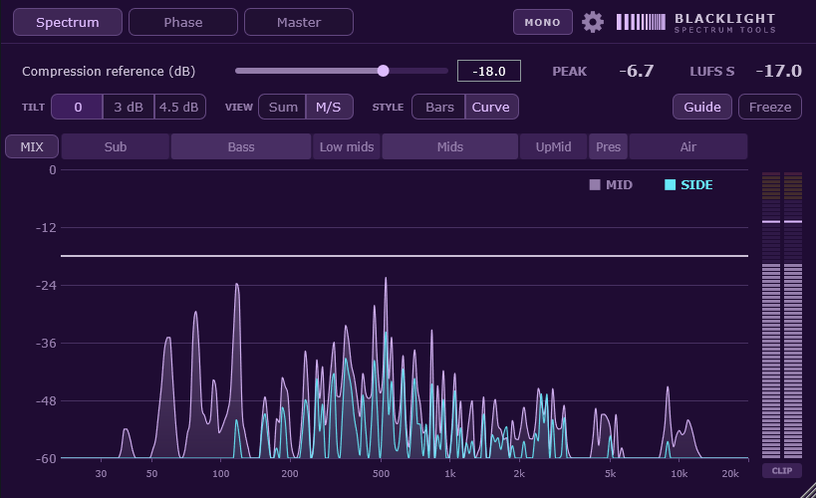 Spectrum Phase Master MONO BLACKLIGHT
SPECTRUM TOOLS
Compression reference (dB) -18.0 PEAK -6.7 LUFS S -17.0
TILT 0 3 dB 4.5 dB VIEW Sum M/S STYLE Bars Curve Guide Freeze
MIX Sub Bass Low mids Mids UpMid Pres Air
0
MID SIDE
-12
-24
-36
-48
-60
30 50 100 200 500 1k 2k 5k 10k 20k
CLIP